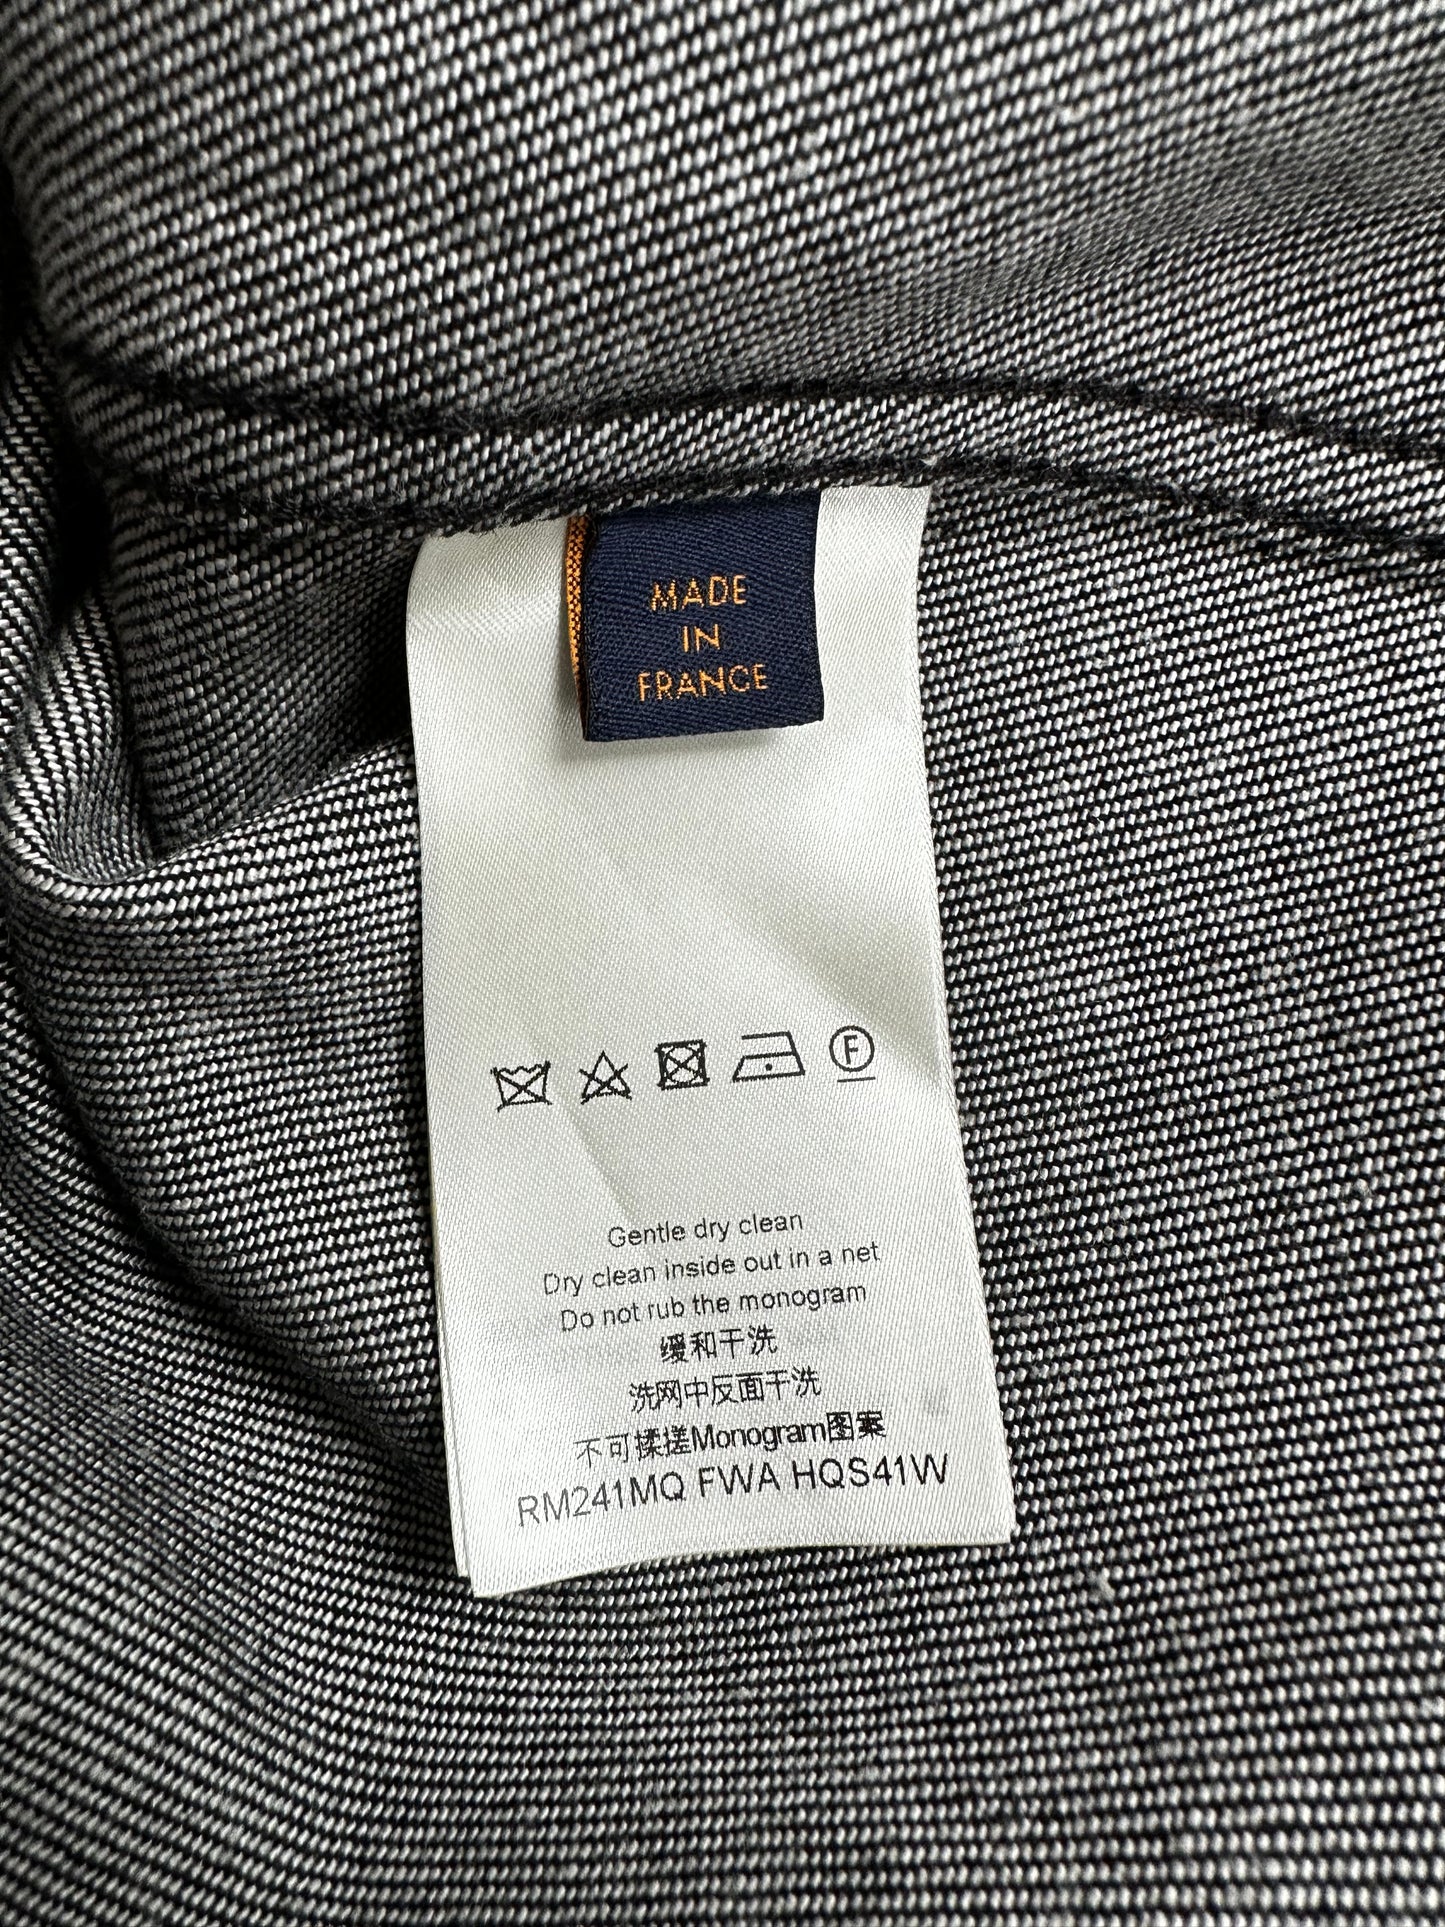 MADE
IN
FRANCE
F
Gentle dry clean
Dry clean inside out in a net
Do not rub the monogram
缓和干洗
洗网中反面干洗
不可揉搓Monogram图案
RM241MQ FWA HQS41W